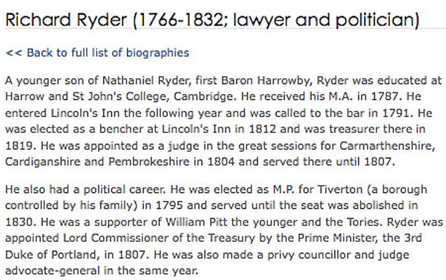 Richard Ryder (1766-1832; lawyer and politician)
<< Back to full list of biographies
A younger son of Nathaniel Ryder, first Baron Harrowby, Ryder was educated at
Harrow and St John's College, Cambridge. He received his M.A. in 1787. He
entered Lincoln's Inn the following year and was called to the bar in 1791. He
was elected as a bencher at Lincoln's Inn in 1812 and was treasurer there in
1819. He was appointed as a judge in the great sessions for Carmarthenshire,
Cardiganshire and Pembrokeshire in 1804 and served there until 1807.
He also had a political career. He was elected as M.P. for Tiverton (a borough
controlled by his family) in 1795 and served until the seat was abolished in
1830. He was a supporter of William Pitt the younger and the Tories. Ryder was
appointed Lord Commissioner of the Treasury by the Prime Minister, the 3rd
Duke of Portland, in 1807. He was also made a privy councillor and judge
advocate-general in the same year.